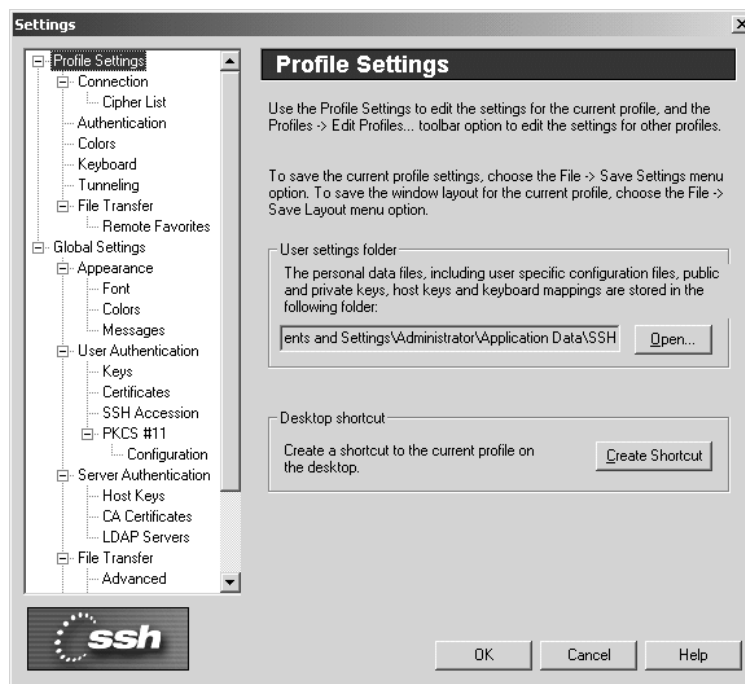 Settings
Profile Settings
Connection
Cipher List
Authentication
Colors
Keyboard
Tunneling
File Transfer
Remote Favorites
Global Settings
Appearance
Font
Colors
Messages
User Authentication
Keys
Certificates
SSH Accession
PKCS #11
Configuration
Server Authentication
Host Keys
CA Certificates
LDAP Servers
File Transfer
Advanced
ssh
Profile Settings
Use the Profile Settings to edit the settings for the current profile, and the
Profiles -> Edit Profiles... toolbar option to edit the settings for other profiles.
To save the current profile settings, choose the File -> Save Settings menu
option. To save the window layout for the current profile, choose the File ->
Save Layout menu option.
User settings folder
The personal data files, including user specific configuration files, public
and private keys, host keys and keyboard mappings are stored in the
following folder:
ents and Settings\Administrator\Application Data\SSH
Open...
Desktop shortcut
Create a shortcut to the current profile on
the desktop.
Create Shortcut
OK
Cancel
Help